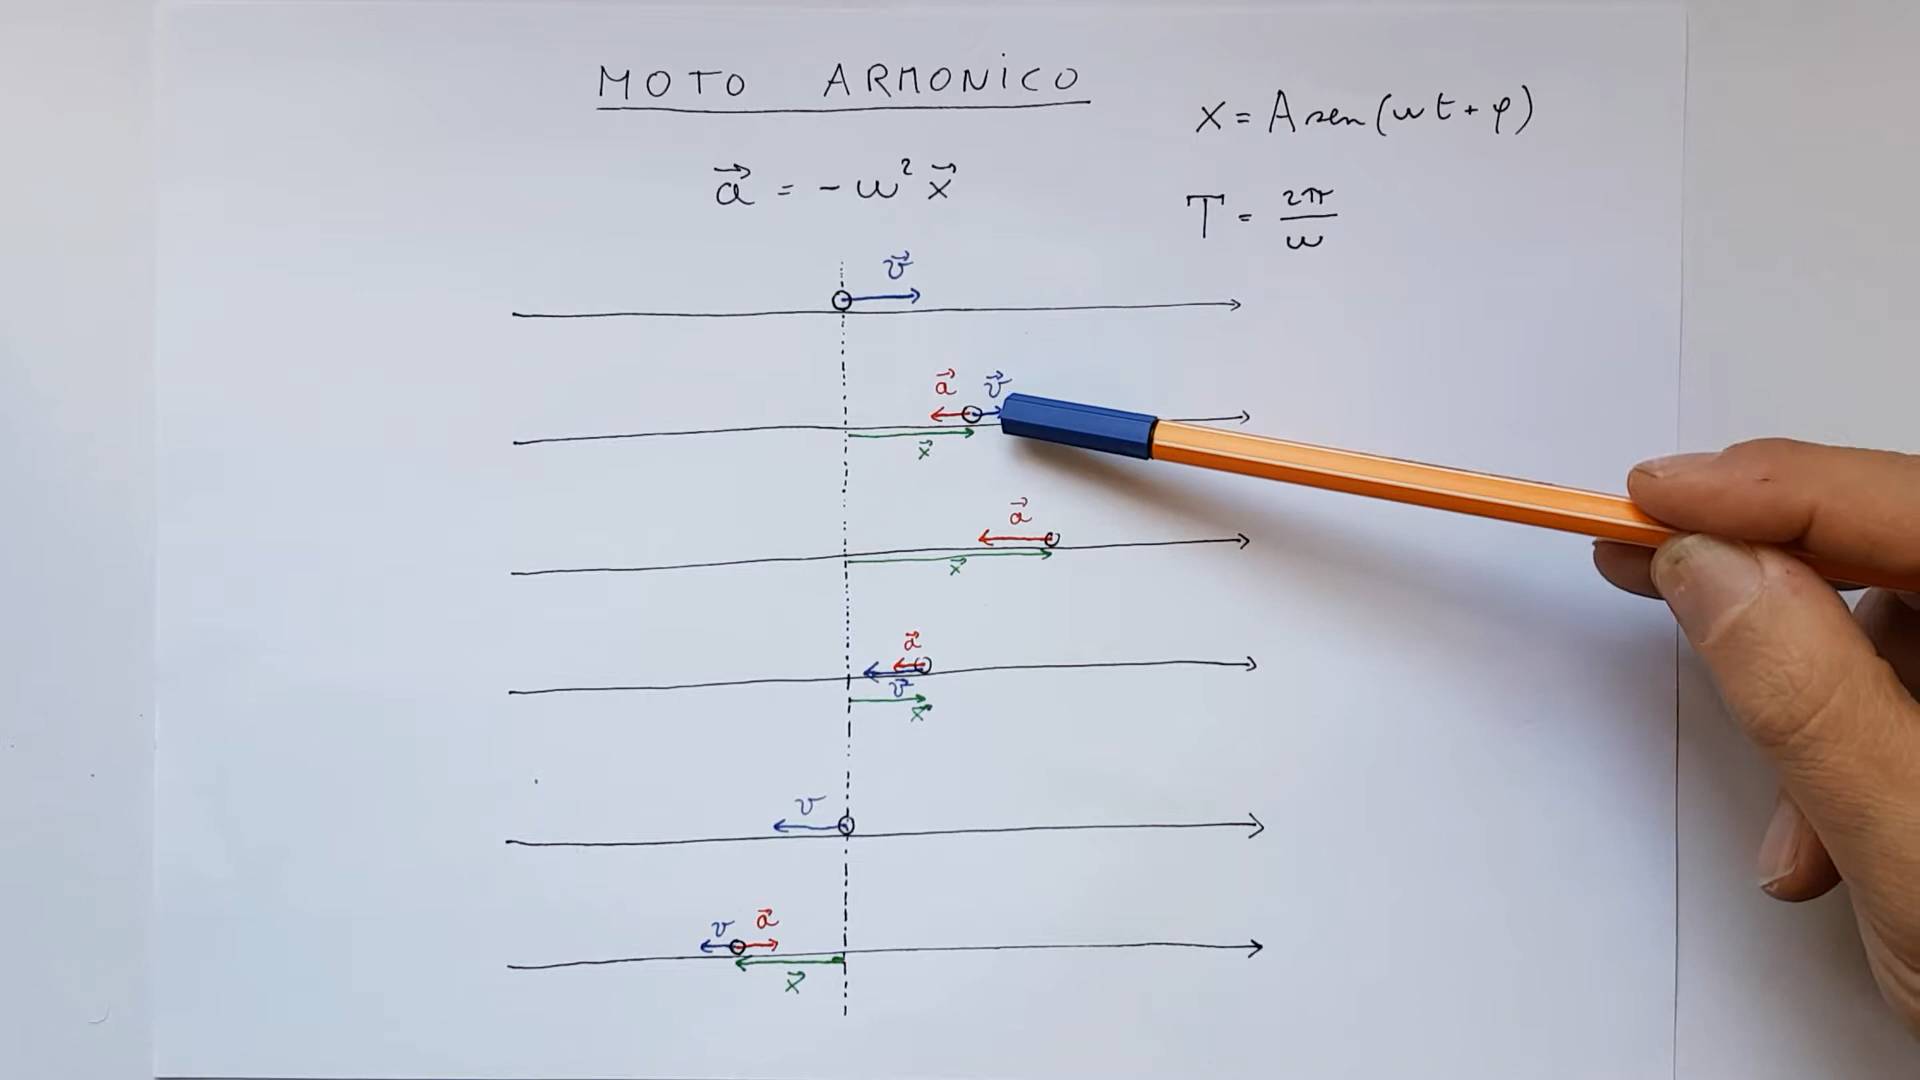 MOTO ARMONICO
x = A sen (ωt + φ)
a⃗ = - ω² x⃗
T = 2π/ω
v⃗
a⃗ v⃗
x⃗
a⃗
x⃗
a⃗
v⃗
x⃗
v
v a⃗
x⃗